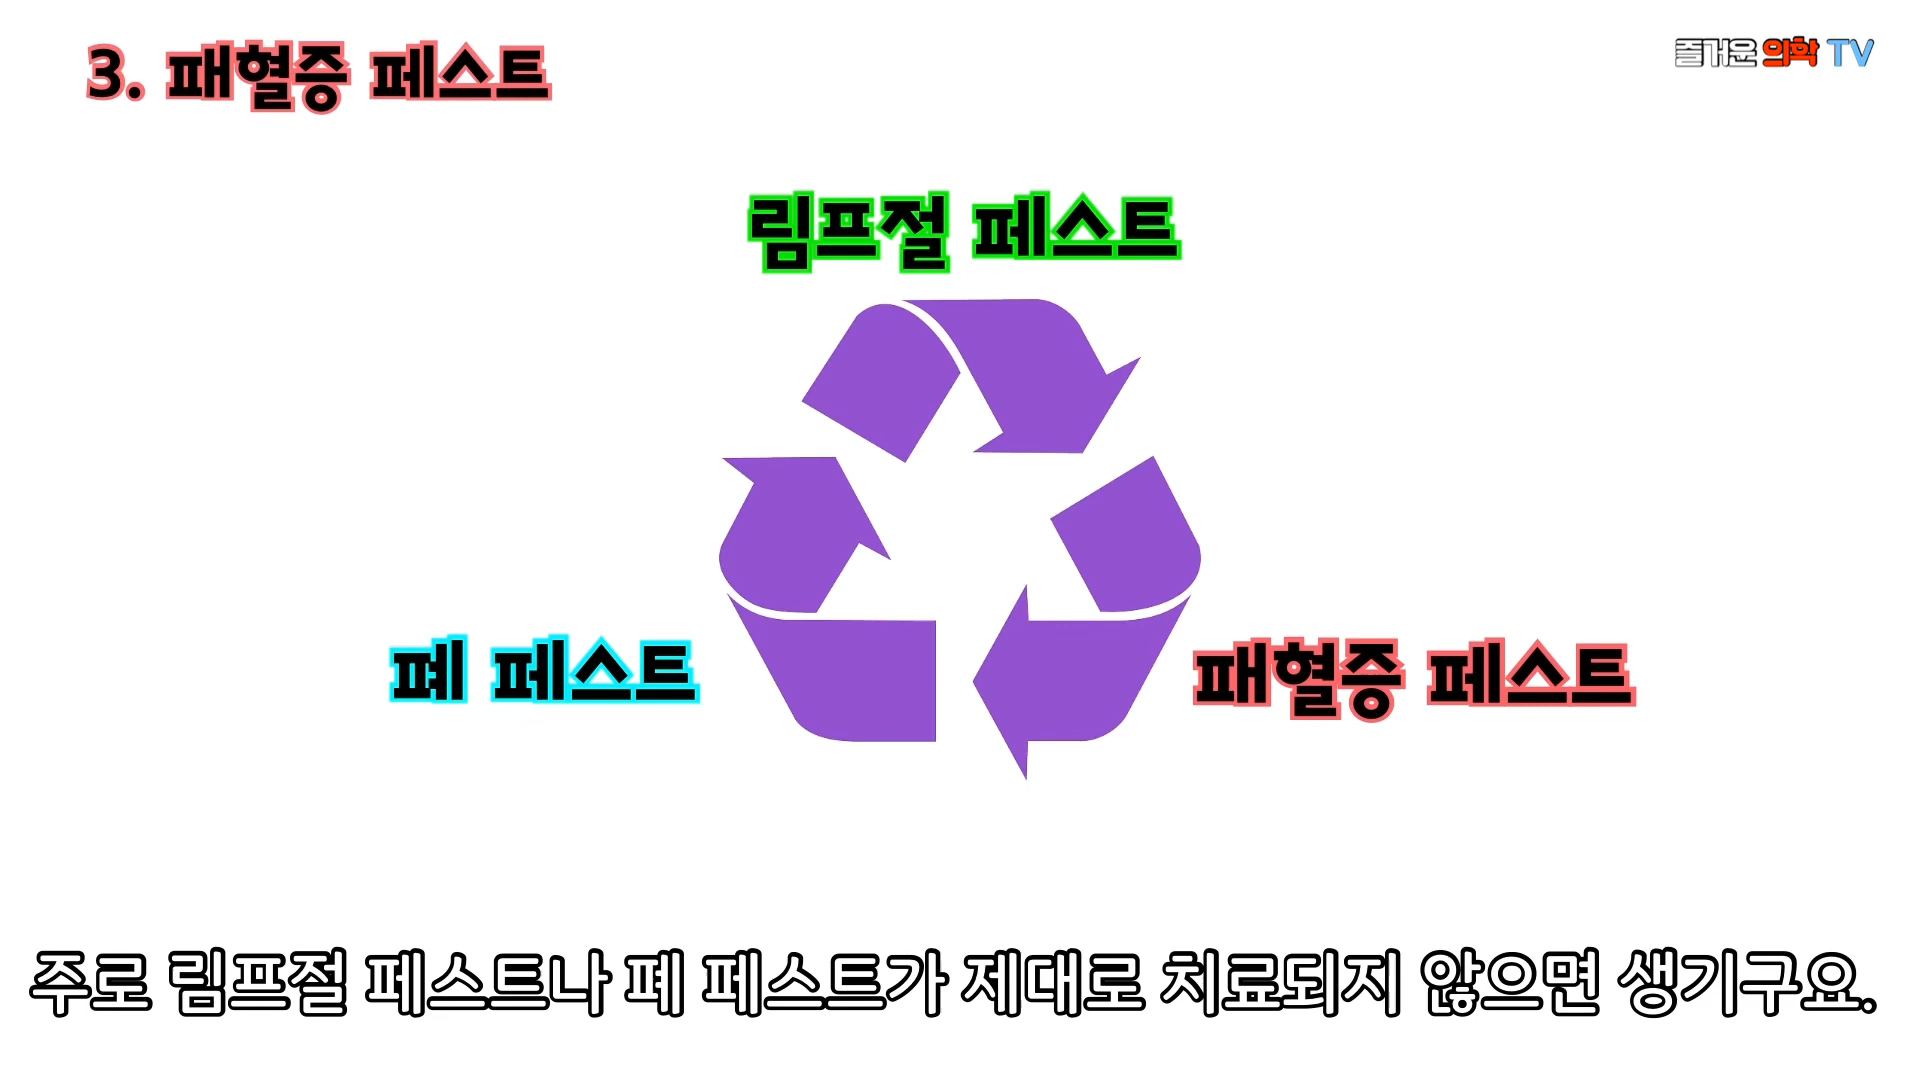 3. 패혈증 페스트
즐거운 의학 TV
림프절 페스트
폐 페스트
패혈증 페스트
주로 림프절 페스트나 폐 페스트가 제대로 치료되지 않으면 생기구요.